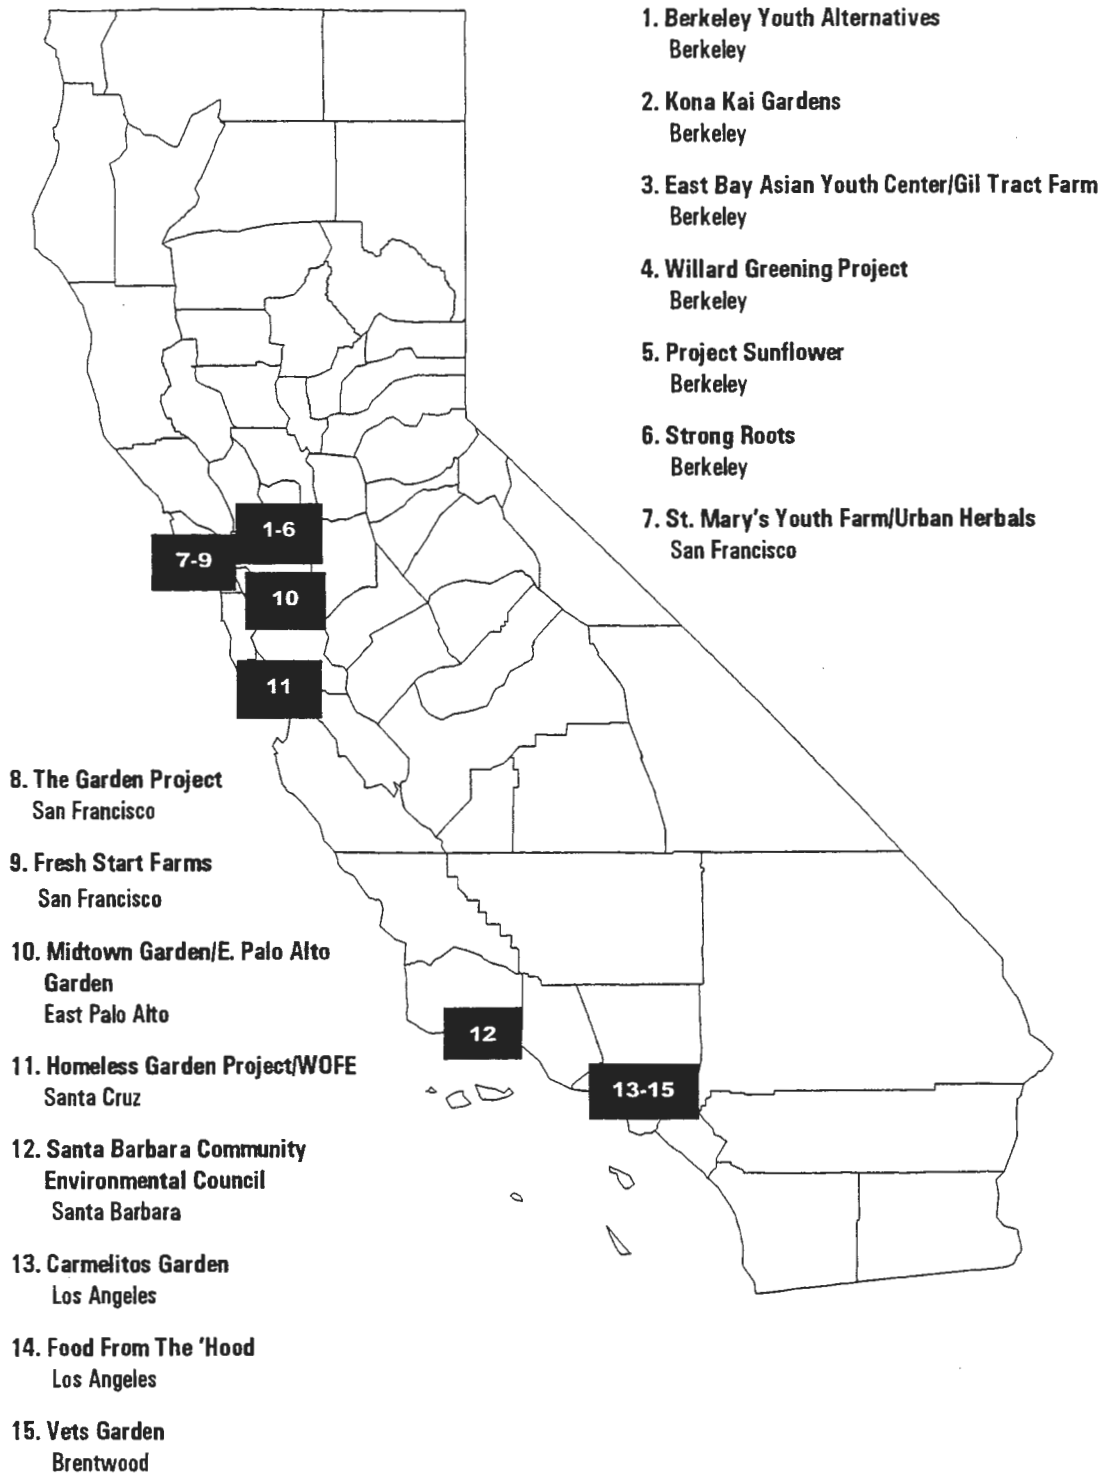 1. Berkeley Youth Alternatives
Berkeley
2. Kona Kai Gardens
Berkeley
3. East Bay Asian Youth Center/Gil Tract Farm
Berkeley
4. Willard Greening Project
Berkeley
5. Project Sunflower
Berkeley
6. Strong Roots
Berkeley
7. St. Mary's Youth Farm/Urban Herbals
San Francisco
1-6
7-9
10
11
8. The Garden Project
San Francisco
9. Fresh Start Farms
San Francisco
10. Midtown Garden/E. Palo Alto
Garden
East Palo Alto
11. Homeless Garden Project/WOFE
Santa Cruz
12. Santa Barbara Community
Environmental Council
Santa Barbara
13. Carmelitos Garden
Los Angeles
14. Food From The 'Hood
Los Angeles
15. Vets Garden
Brentwood
12
13-15